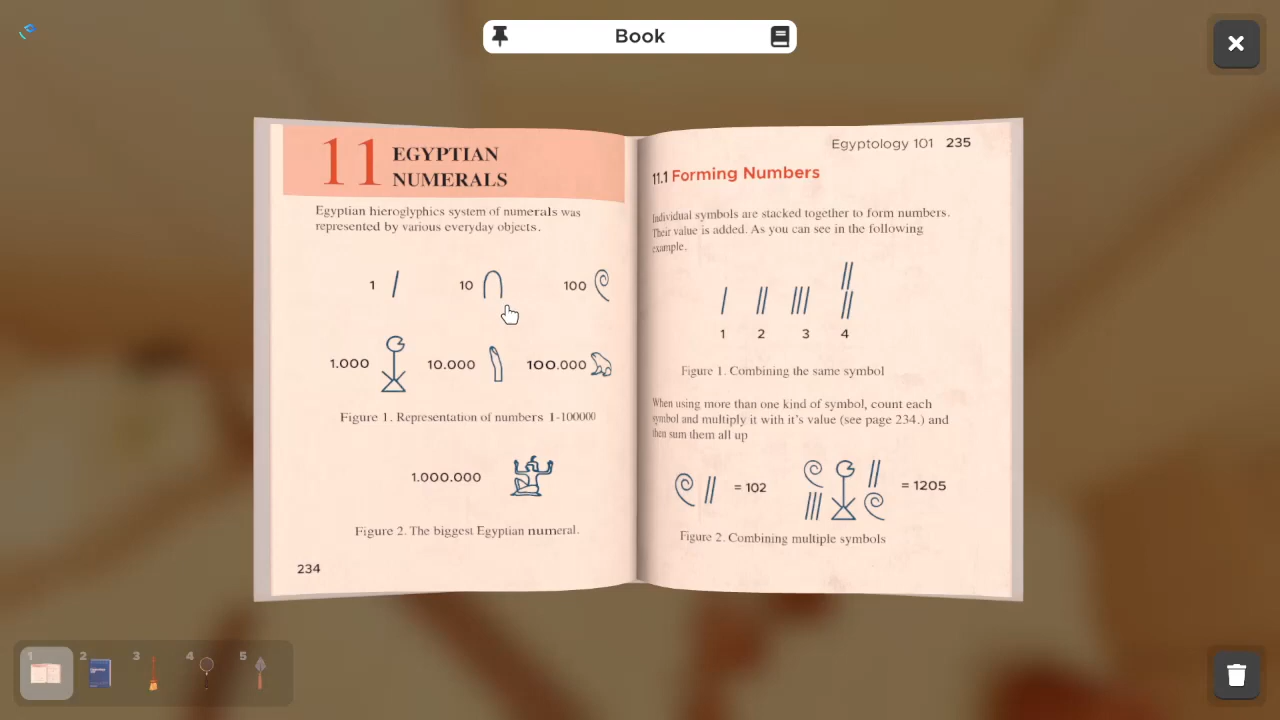 Book
11 EGYPTIAN
NUMERALS
Egyptian hieroglyphics system of numerals was
represented by various everyday objects.
1 10 100
1.000 10.000 100.000
Figure 1. Representation of numbers 1-100000
1.000.000
Figure 2. The biggest Egyptian numeral.
234
Egyptology 101 235
11.1 Forming Numbers
Individual symbols are stacked together to form numbers.
Their value is added. As you can see in the following
example.
1 2 3 4
Figure 1. Combining the same symbol
When using more than one kind of symbol, count each
symbol and multiply it with it's value (see page 234.) and
then sum them all up
= 102 = 1205
Figure 2. Combining multiple symbols
1 2 3 4 5